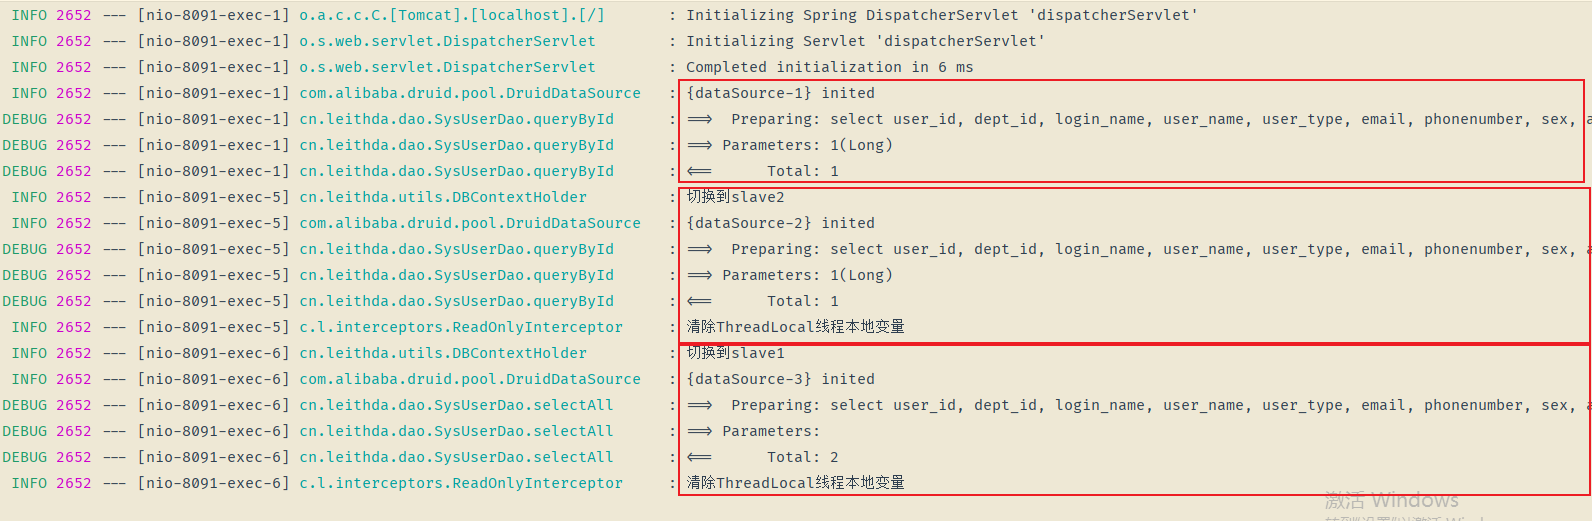 INFO 2652 --- [nio-8091-exec-1] o.a.c.c.C.[Tomcat].[localhost].[/]       : Initializing Spring DispatcherServlet 'dispatcherServlet'
INFO 2652 --- [nio-8091-exec-1] o.s.web.servlet.DispatcherServlet        : Initializing Servlet 'dispatcherServlet'
INFO 2652 --- [nio-8091-exec-1] o.s.web.servlet.DispatcherServlet        : Completed initialization in 6 ms
INFO 2652 --- [nio-8091-exec-1] com.alibaba.druid.pool.DruidDataSource   : {dataSource-1} inited
DEBUG 2652 --- [nio-8091-exec-1] cn.leithda.dao.SysUserDao.queryById      : ==>  Preparing: select user_id, dept_id, login_name, user_name, user_type, email, phonenumber, sex,
DEBUG 2652 --- [nio-8091-exec-1] cn.leithda.dao.SysUserDao.queryById      : ==> Parameters: 1(Long)
DEBUG 2652 --- [nio-8091-exec-1] cn.leithda.dao.SysUserDao.queryById      : <==      Total: 1
INFO 2652 --- [nio-8091-exec-5] cn.leithda.utils.DBContextHolder         : 切换到slave2
INFO 2652 --- [nio-8091-exec-5] com.alibaba.druid.pool.DruidDataSource   : {dataSource-2} inited
DEBUG 2652 --- [nio-8091-exec-5] cn.leithda.dao.SysUserDao.queryById      : ==>  Preparing: select user_id, dept_id, login_name, user_name, user_type, email, phonenumber, sex,
DEBUG 2652 --- [nio-8091-exec-5] cn.leithda.dao.SysUserDao.queryById      : ==> Parameters: 1(Long)
DEBUG 2652 --- [nio-8091-exec-5] cn.leithda.dao.SysUserDao.queryById      : <==      Total: 1
INFO 2652 --- [nio-8091-exec-5] c.l.interceptors.ReadOnlyInterceptor     : 清除ThreadLocal线程本地变量
INFO 2652 --- [nio-8091-exec-6] cn.leithda.utils.DBContextHolder         : 切换到slave1
INFO 2652 --- [nio-8091-exec-6] com.alibaba.druid.pool.DruidDataSource   : {dataSource-3} inited
DEBUG 2652 --- [nio-8091-exec-6] cn.leithda.dao.SysUserDao.selectAll      : ==>  Preparing: select user_id, dept_id, login_name, user_name, user_type, email, phonenumber, sex,
DEBUG 2652 --- [nio-8091-exec-6] cn.leithda.dao.SysUserDao.selectAll      : ==> Parameters:
DEBUG 2652 --- [nio-8091-exec-6] cn.leithda.dao.SysUserDao.selectAll      : <==      Total: 2
INFO 2652 --- [nio-8091-exec-6] c.l.interceptors.ReadOnlyInterceptor     : 清除ThreadLocal线程本地变量
激活 Windows